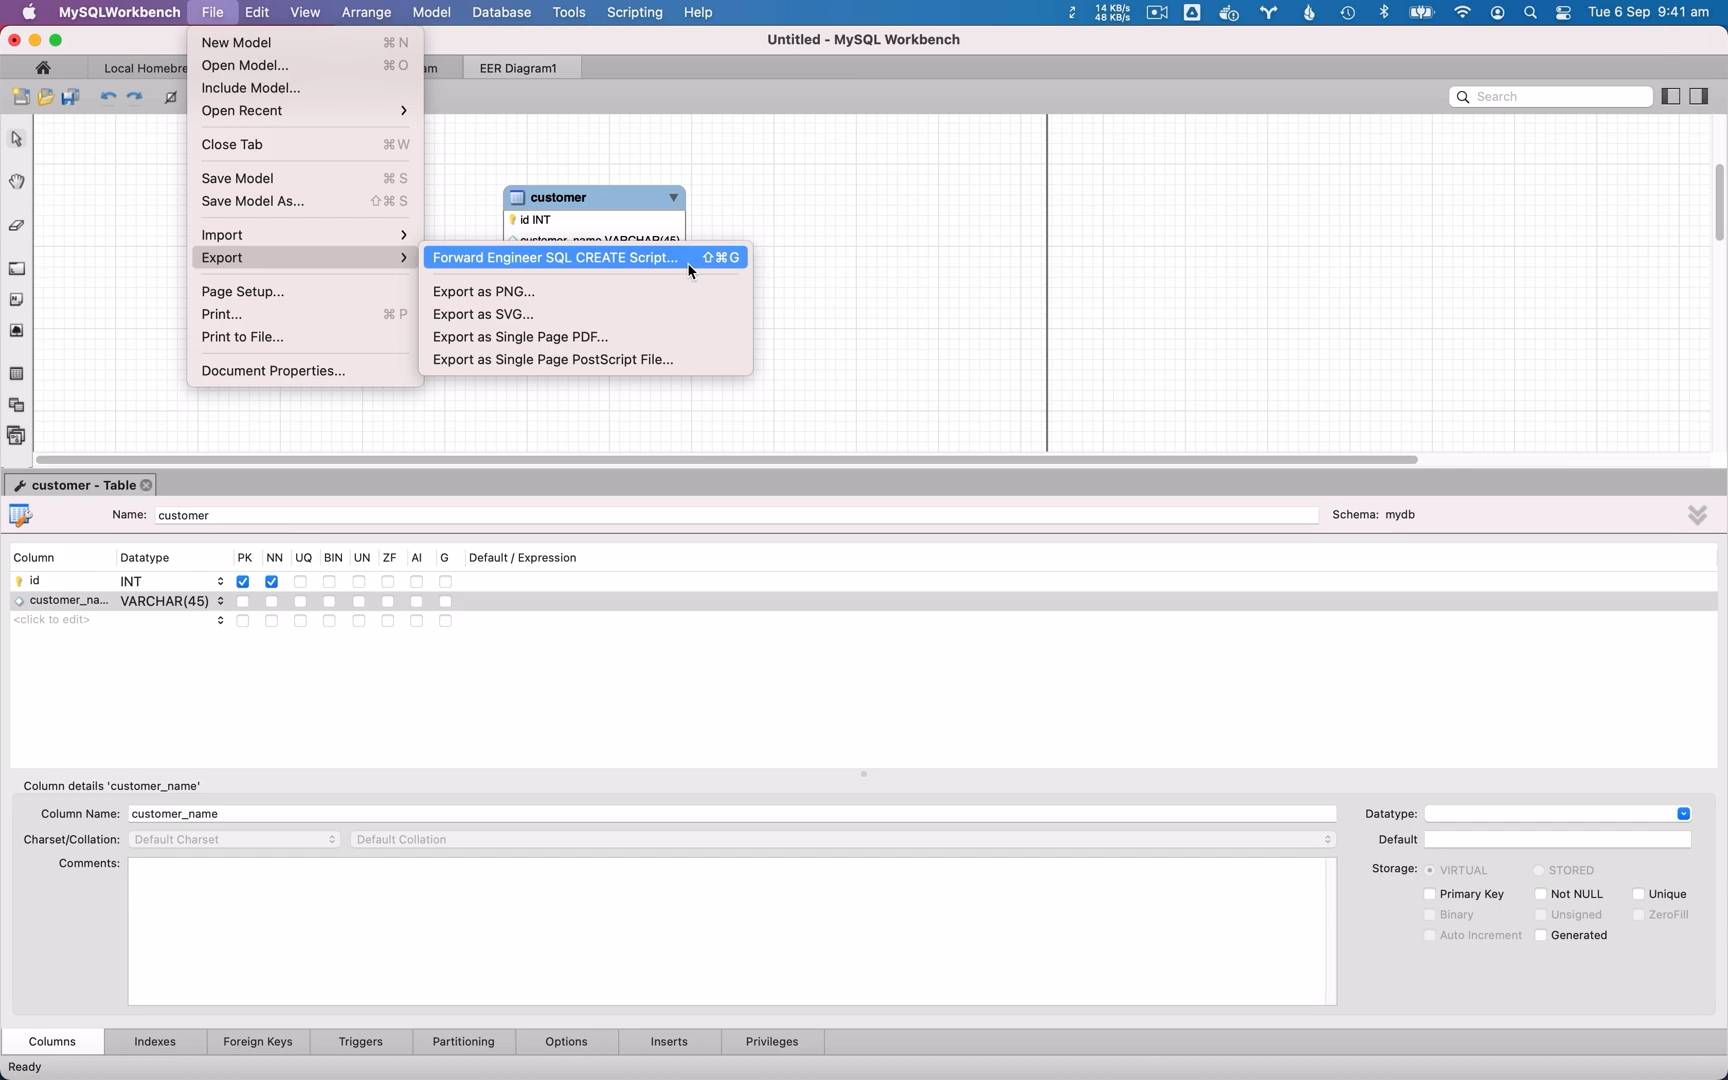 MySQLWorkbench File Edit View Arrange Model Database Tools Scripting Help 14 KB/s 48 KB/s Tue 6 Sep 9:41 am
Untitled - MySQL Workbench
Local Homebre am EER Diagram1
Search
New Model ⌘ N
Open Model... ⌘ O
Include Model...
Open Recent
Close Tab ⌘ W
Save Model ⌘ S
Save Model As... ⇧⌘ S
Import
Export
Page Setup...
Print... ⌘ P
Print to File...
Document Properties...
customer
id INT
customer_name VARCHAR(45)
Forward Engineer SQL CREATE Script... ⇧⌘G
Export as PNG...
Export as SVG...
Export as Single Page PDF...
Export as Single Page PostScript File...
customer - Table
Name: customer Schema: mydb
Column Datatype PK NN UQ BIN UN ZF AI G Default / Expression
id INT
customer_na... VARCHAR(45)
<click to edit>
Column details 'customer_name'
Column Name: customer_name Datatype:
Charset/Collation: Default Charset Default Collation Default
Comments: Storage: VIRTUAL STORED
Primary Key Not NULL Unique
Binary Unsigned ZeroFill
Auto Increment Generated
Columns Indexes Foreign Keys Triggers Partitioning Options Inserts Privileges
Ready